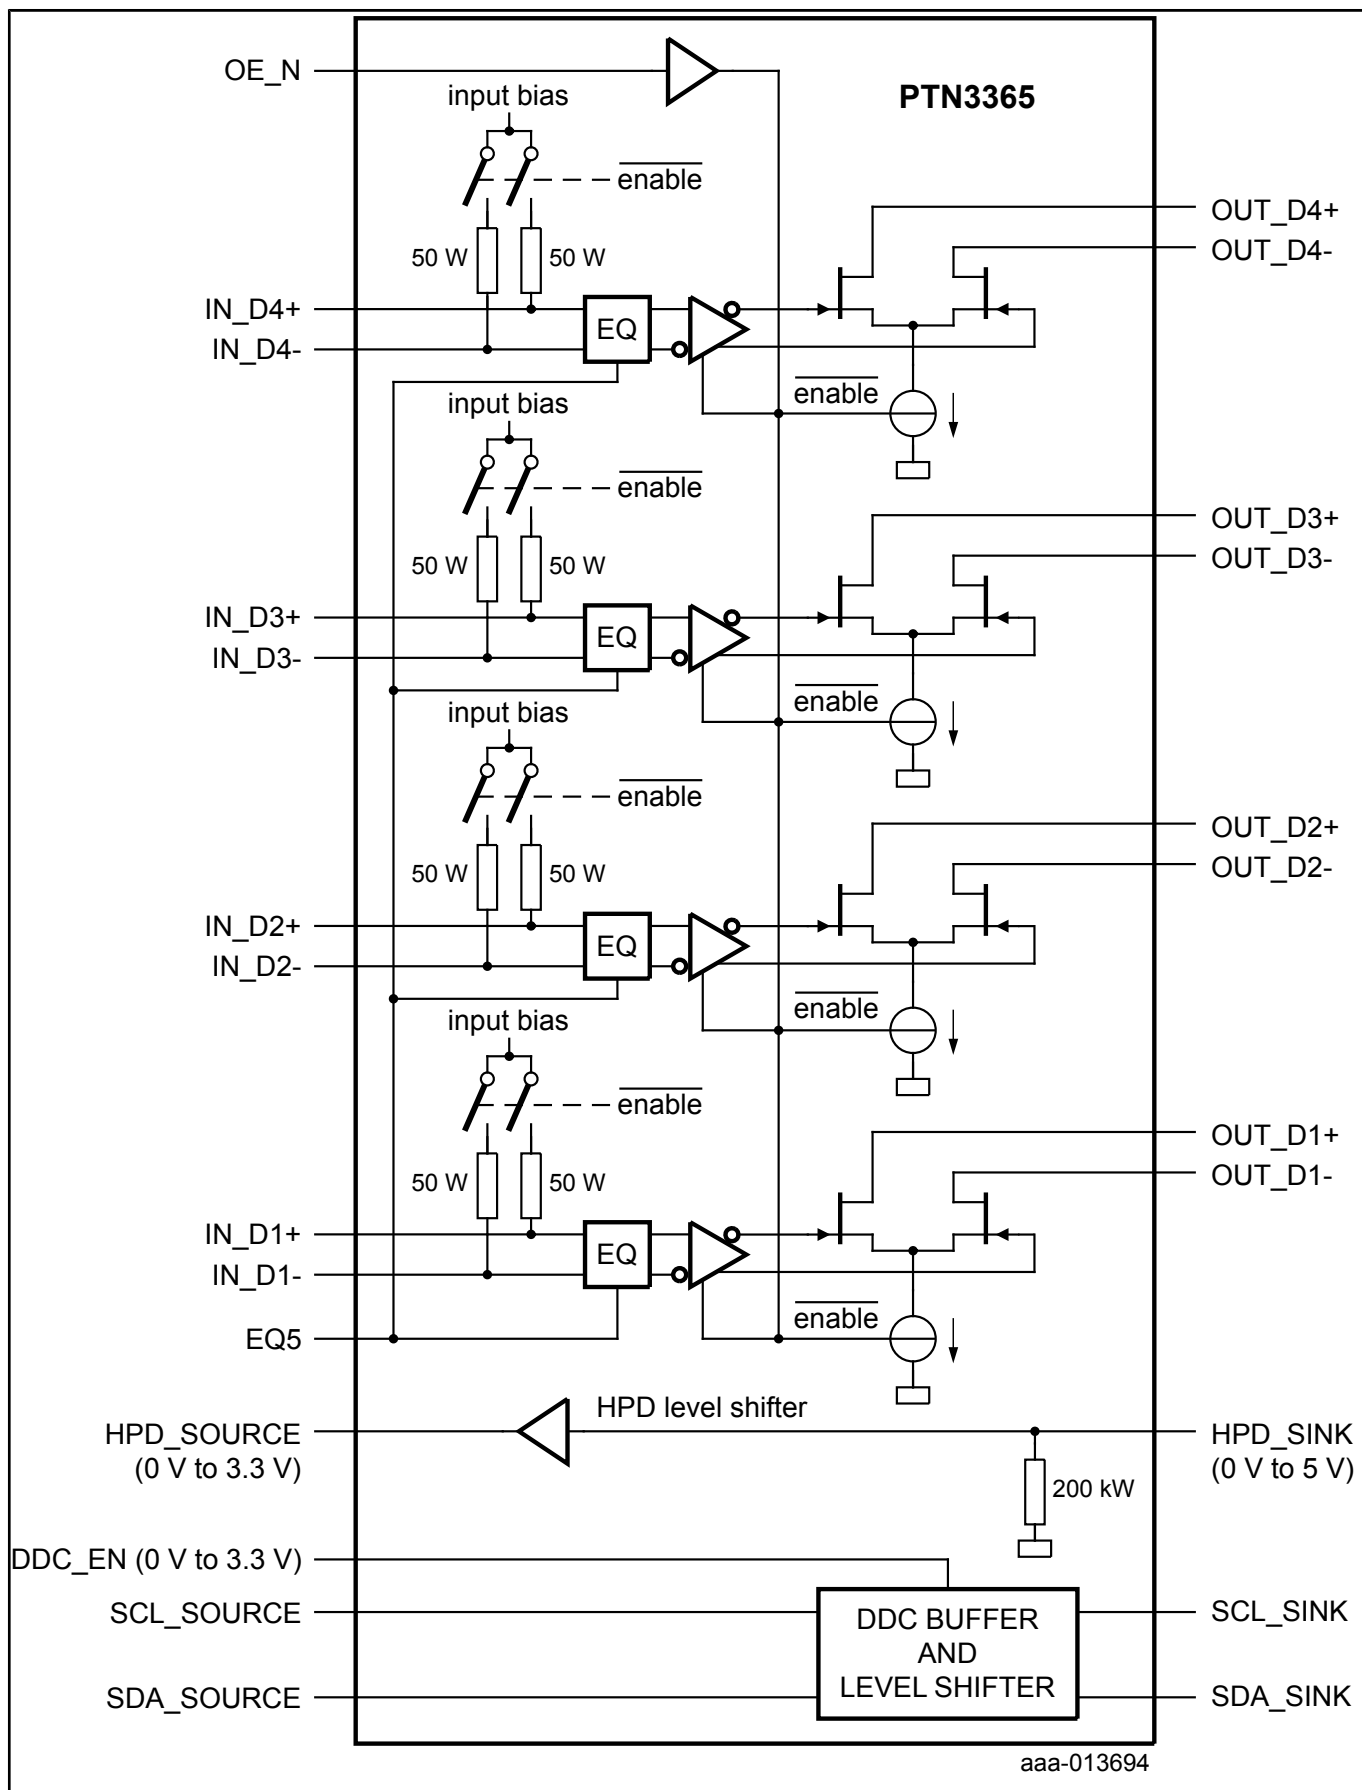 OE_N
input bias
PTN3365
enable
OUT_D4+
50 W 50 W
OUT_D4-
IN_D4+
EQ
IN_D4-
enable
input bias
enable
OUT_D3+
50 W 50 W
OUT_D3-
IN_D3+
EQ
IN_D3-
enable
input bias
enable
OUT_D2+
50 W 50 W
OUT_D2-
IN_D2+
EQ
IN_D2-
enable
input bias
enable
OUT_D1+
50 W 50 W
OUT_D1-
IN_D1+
EQ
IN_D1-
enable
EQ5
HPD level shifter
HPD_SOURCE
(0 V to 3.3 V)
HPD_SINK
(0 V to 5 V)
200 kW
DDC_EN (0 V to 3.3 V)
SCL_SOURCE
DDC BUFFER
AND
LEVEL SHIFTER
SCL_SINK
SDA_SOURCE
SDA_SINK
aaa-013694